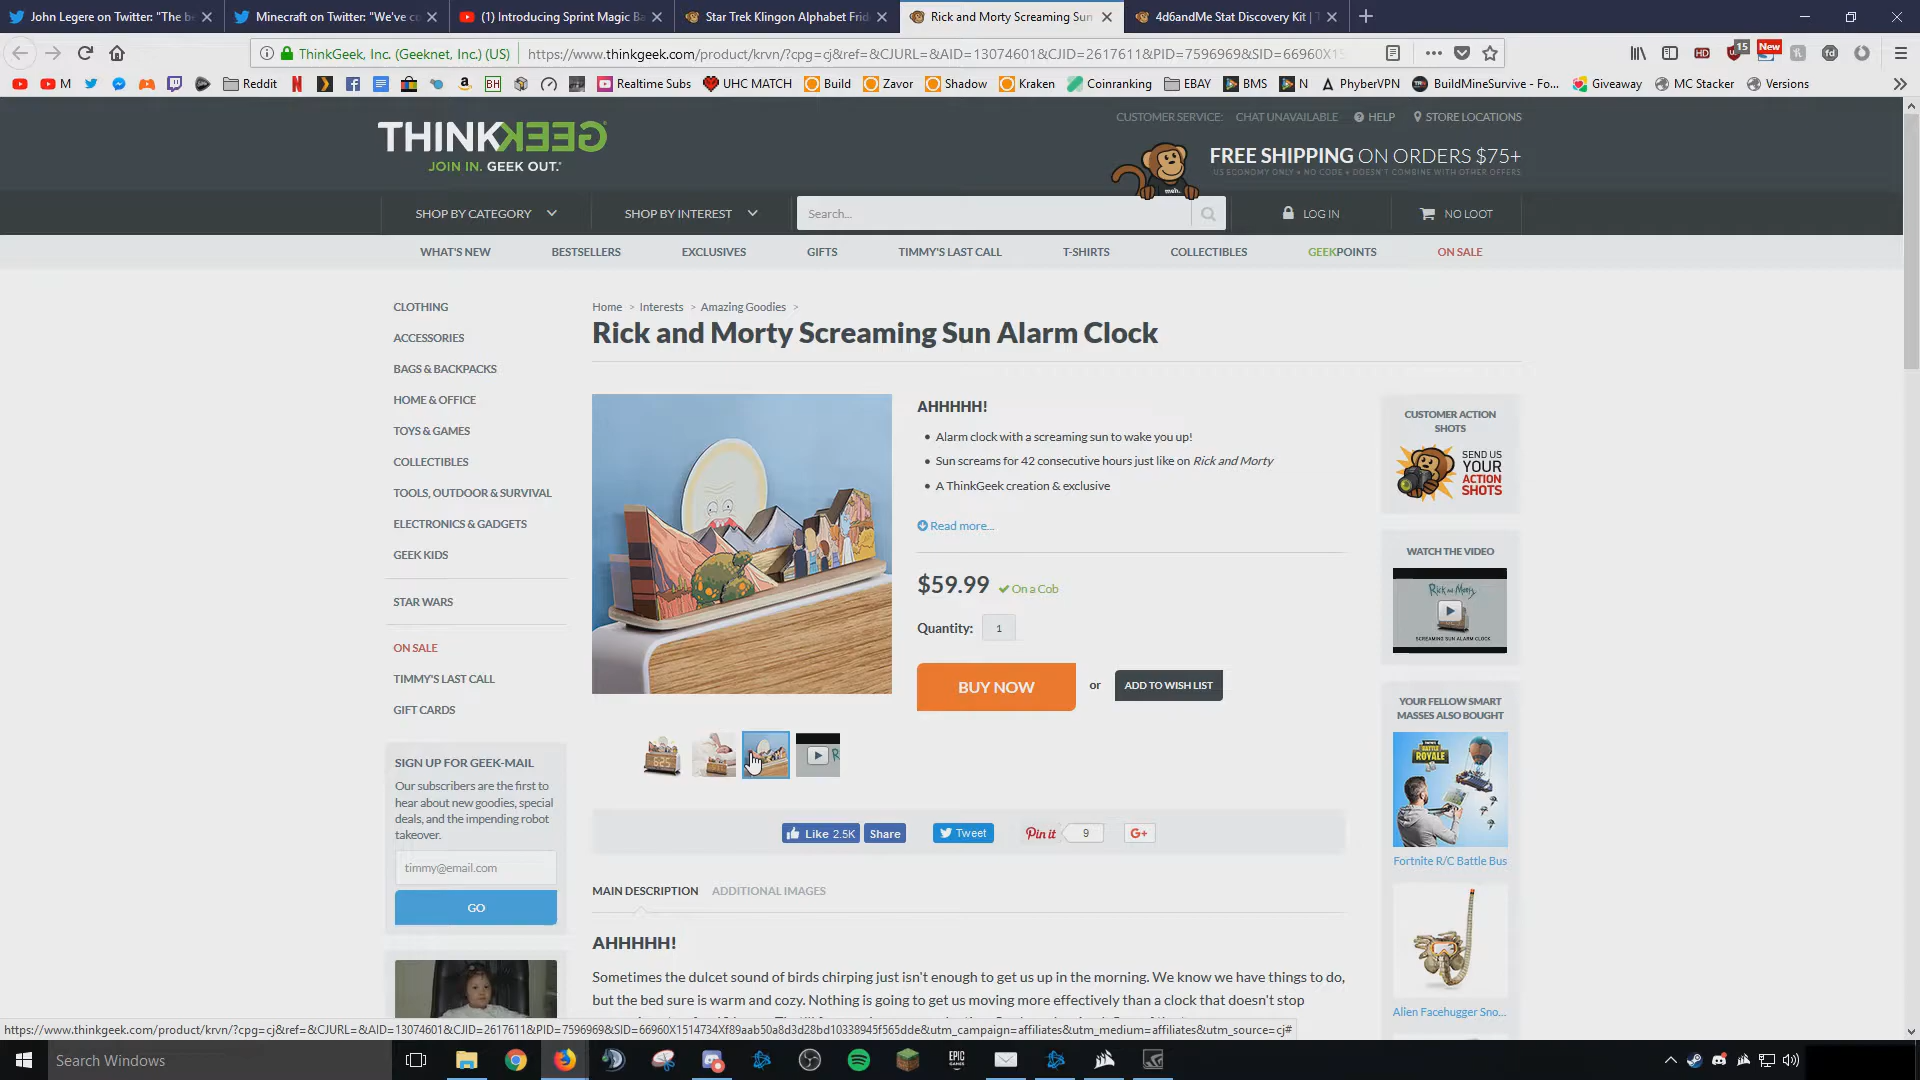 John Legere on Twitter: "The b
Minecraft on Twitter: "We've c
(1) Introducing Sprint Magic B
Star Trek Klingon Alphabet Frid
Rick and Morty Screaming Sun
4d6andMe Stat Discovery Kit | T
ThinkGeek, Inc. (Geeknet, Inc.) (US)
https://www.thinkgeek.com/product/krvn/?cpg=cj&ref=&CJURL=&AID=13074601&CJID=2617611&PID=7596969&SID=66960X15
HD
15
New
fd
M
Reddit
BH
Realtime Subs
UHC MATCH
Build
Zavor
Shadow
Kraken
Coinranking
EBAY
BMS
N
PhyberVPN
BuildMineSurvive - Fo...
Giveaway
MC Stacker
Versions
THINKGEEK
JOIN IN. GEEK OUT.
CUSTOMER SERVICE: CHAT UNAVAILABLE
HELP
STORE LOCATIONS
meh.
FREE SHIPPING ON ORDERS $75+
US ECONOMY ONLY • NO CODE • DOESN'T COMBINE WITH OTHER OFFERS
SHOP BY CATEGORY
SHOP BY INTEREST
Search...
LOG IN
NO LOOT
WHAT'S NEW
BESTSELLERS
EXCLUSIVES
GIFTS
TIMMY'S LAST CALL
T-SHIRTS
COLLECTIBLES
GEEKPOINTS
ON SALE
CLOTHING
ACCESSORIES
BAGS & BACKPACKS
HOME & OFFICE
TOYS & GAMES
COLLECTIBLES
TOOLS, OUTDOOR & SURVIVAL
ELECTRONICS & GADGETS
GEEK KIDS
STAR WARS
ON SALE
TIMMY'S LAST CALL
GIFT CARDS
SIGN UP FOR GEEK-MAIL
Our subscribers are the first to
hear about new goodies, special
deals, and the impending robot
takeover.
timmy@email.com
GO
Home > Interests > Amazing Goodies >
Rick and Morty Screaming Sun Alarm Clock
AHHHHH!
• Alarm clock with a screaming sun to wake you up!
• Sun screams for 42 consecutive hours just like on Rick and Morty
• A ThinkGeek creation & exclusive
Read more...
$59.99
On a Cob
Quantity: 1
BUY NOW
or
ADD TO WISH LIST
6:25
Like 2.5K
Share
Tweet
Pin it
9
G+
MAIN DESCRIPTION
ADDITIONAL IMAGES
AHHHHH!
Sometimes the dulcet sound of birds chirping just isn't enough to get us up in the morning. We know we have things to do,
but the bed sure is warm and cozy. Nothing is going to get us moving more effectively than a clock that doesn't stop
CUSTOMER ACTION
SHOTS
SEND US
YOUR
ACTION
SHOTS
WATCH THE VIDEO
Rick and Morty
SCREAMING SUN ALARM CLOCK
YOUR FELLOW SMART
MASSES ALSO BOUGHT
FORTNITE
BATTLE
ROYALE
Fortnite R/C Battle Bus
Alien Facehugger Sno...
https://www.thinkgeek.com/product/krvn/?cpg=cj&ref=&CJURL=&AID=13074601&CJID=2617611&PID=7596969&SID=66960X1514734Xf89aab50a8d3d28bd10338945f565dde&utm_campaign=affiliates&utm_medium=affiliates&utm_source=cj#
Search Windows
EPIC
GAMES